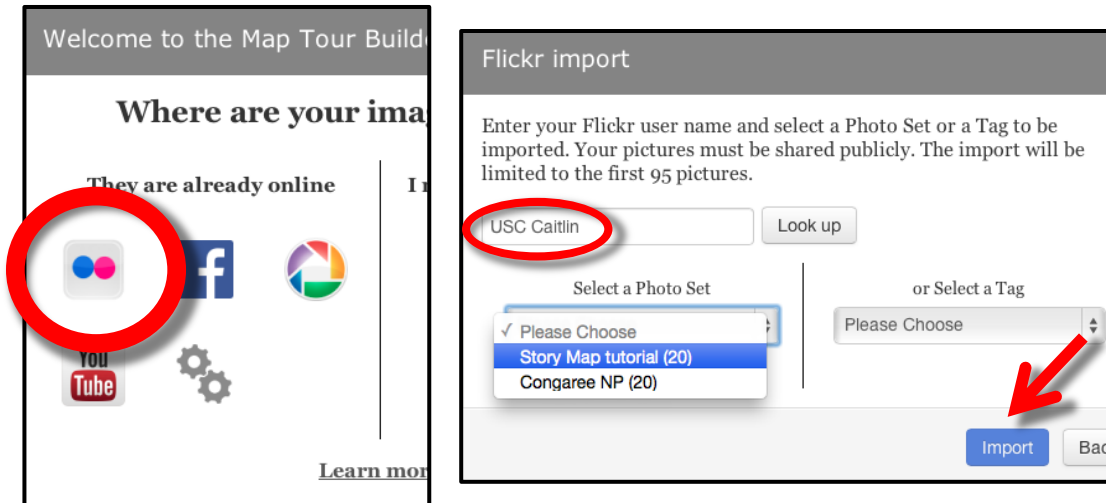 Welcome to the Map Tour Build
Where are your ima
They are already online
I
You
Tube
Learn mor
Flickr import
Enter your Flickr user name and select a Photo Set or a Tag to be
imported. Your pictures must be shared publicly. The import will be
limited to the first 95 pictures.
USC Caitlin
Look up
Select a Photo Set
Please Choose
Story Map tutorial (20)
Congaree NP (20)
or Select a Tag
Please Choose
Import
Bac